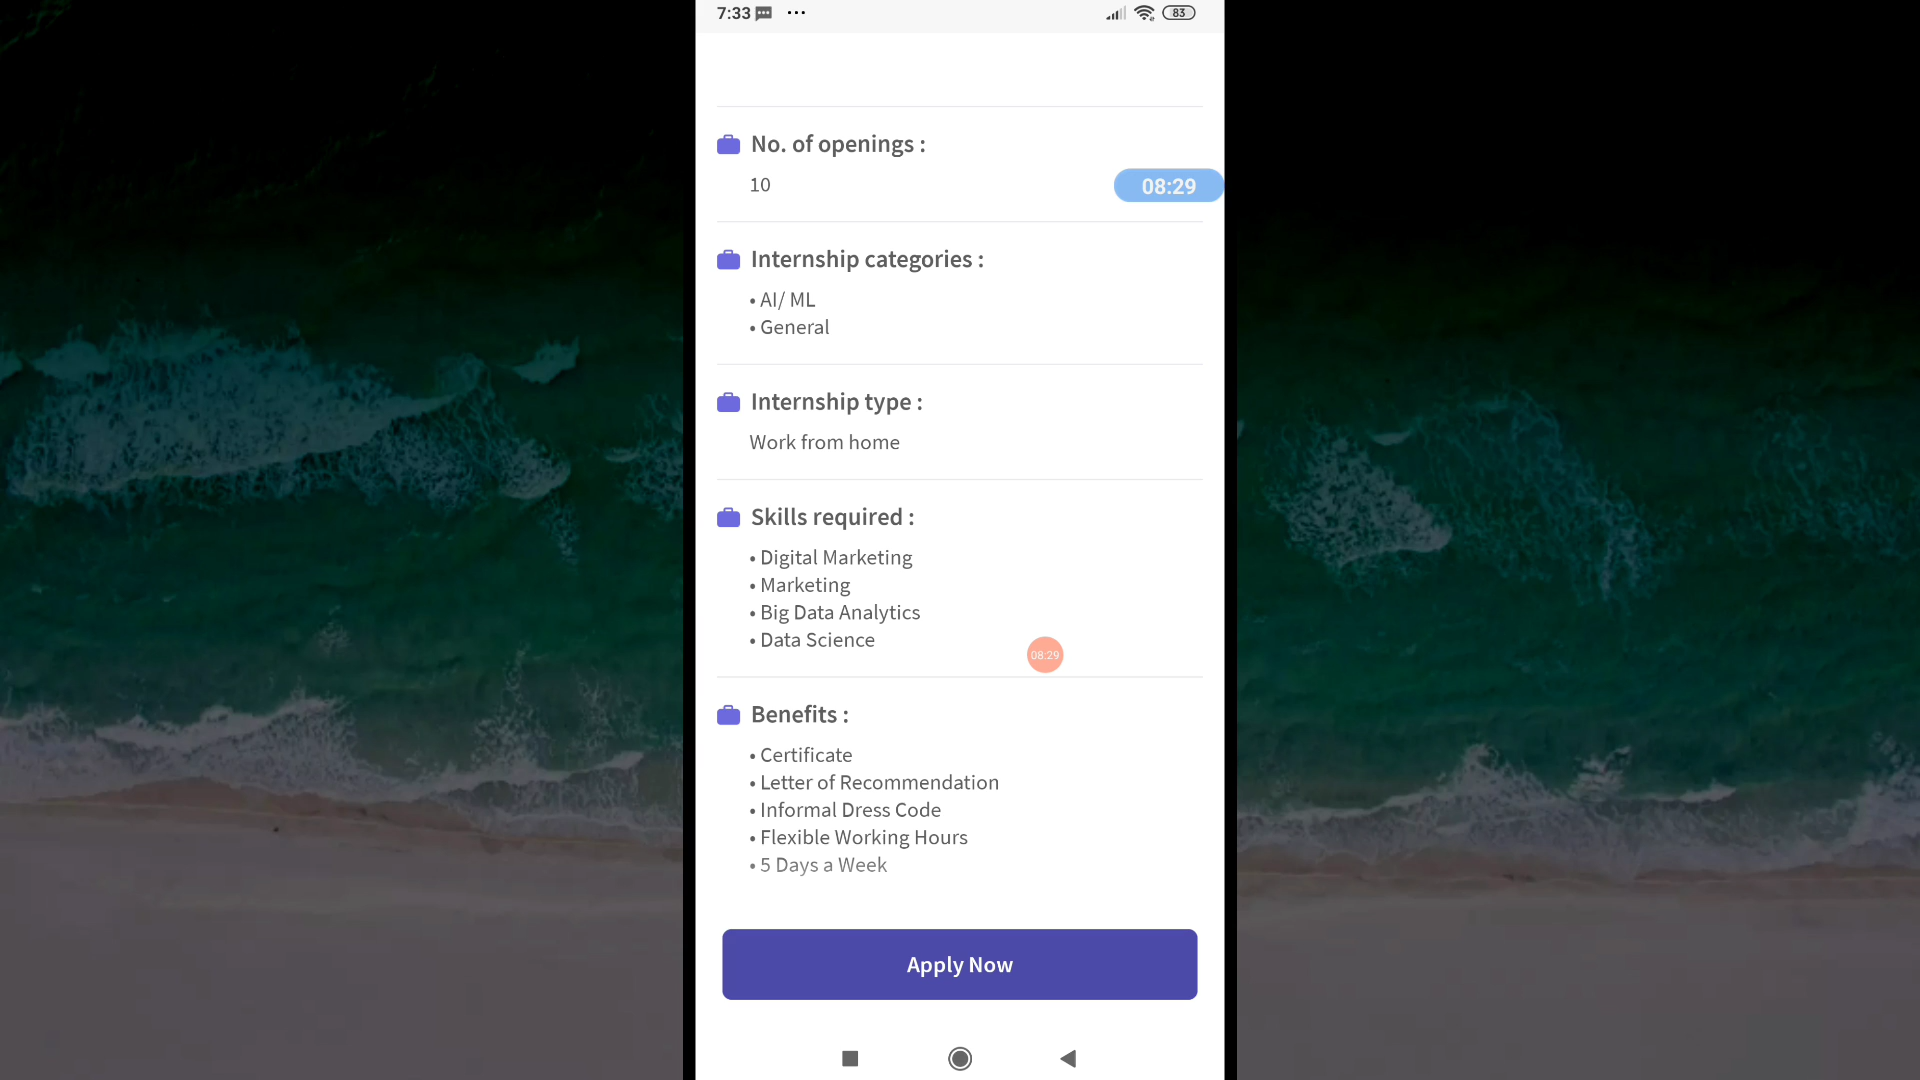 7:33
83
No. of openings :
10
08:29
Internship categories :
• AI/ ML
• General
Internship type :
Work from home
Skills required :
• Digital Marketing
• Marketing
• Big Data Analytics
• Data Science
08:29
Benefits :
• Certificate
• Letter of Recommendation
• Informal Dress Code
• Flexible Working Hours
• 5 Days a Week
Apply Now